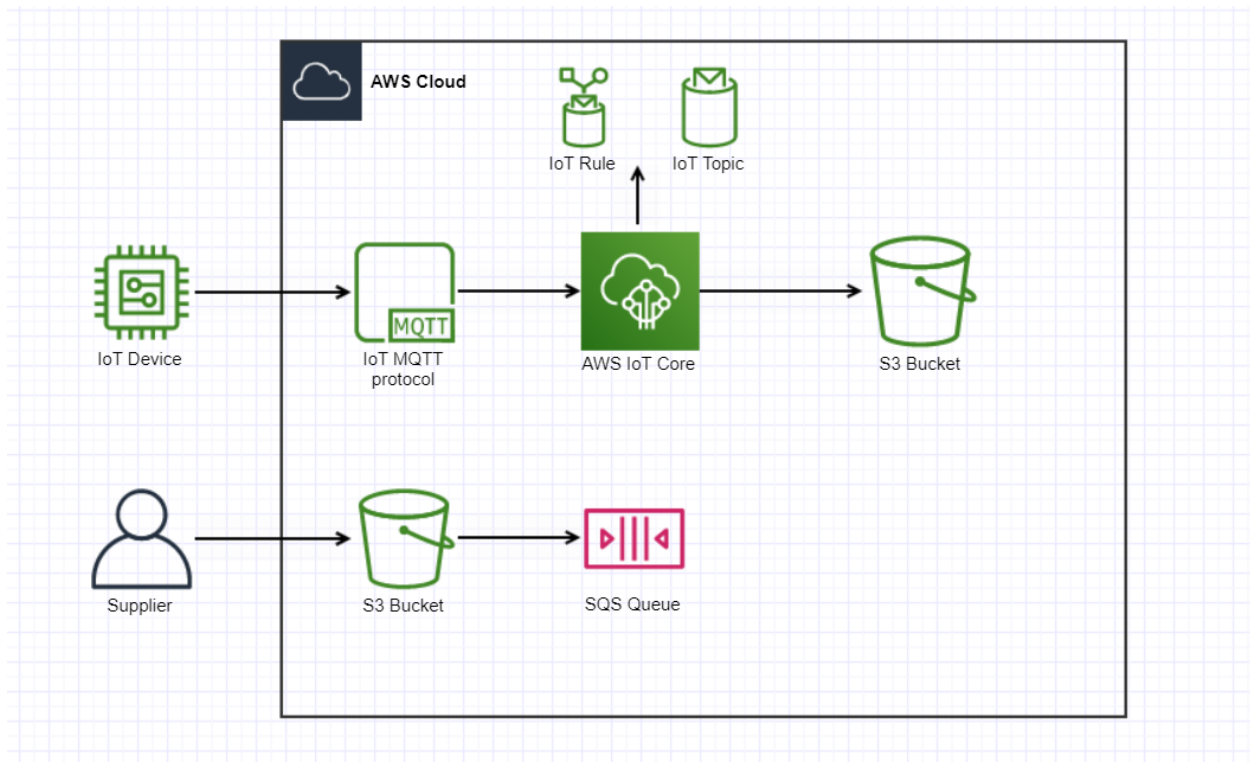 AWS Cloud
IoT Rule
IoT Topic
MQTT
IoT Device
IoT MQTT
protocol
AWS IoT Core
S3 Bucket
Supplier
S3 Bucket
SQS Queue